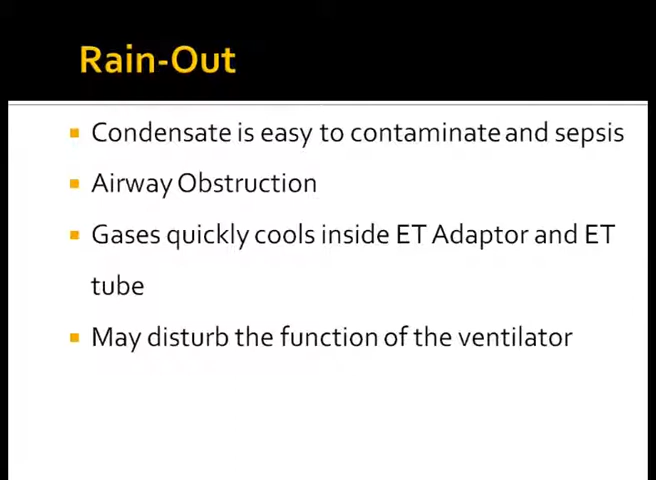 Rain-Out
Condensate is easy to contaminate and sepsis
Airway Obstruction
Gases quickly cools inside ET Adaptor and ET
tube
May disturb the function of the ventilator